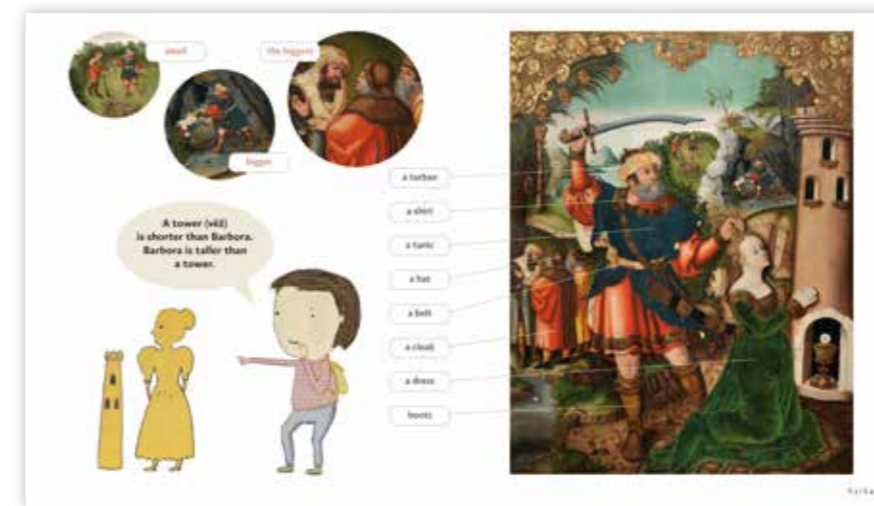 small
the biggest
bigger
A tower (věž)
is shorter than Barbora.
Barbora is taller than
a tower.
a turban
a shirt
a tunic
a hat
a belt
a cloak
a dress
boots